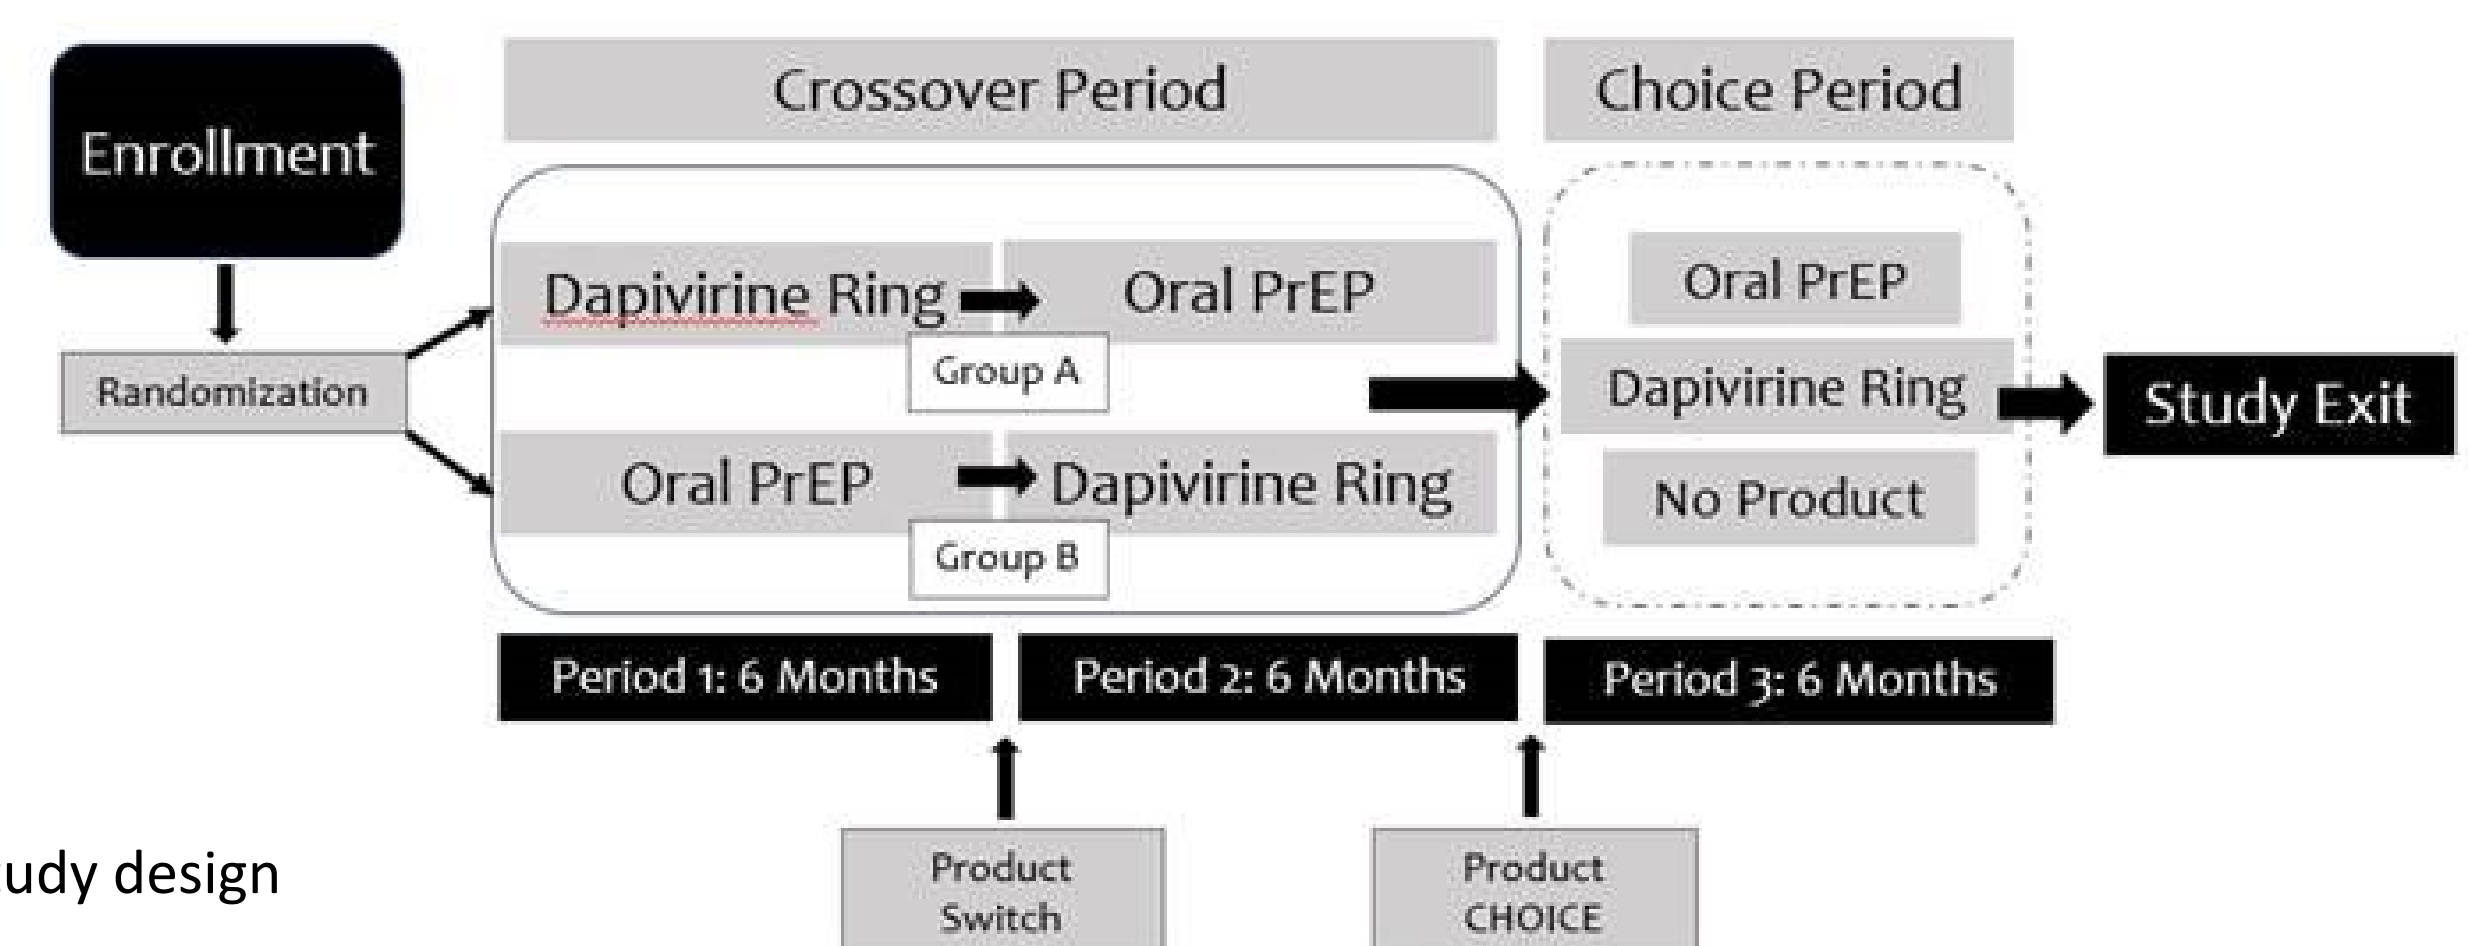 Enrollment
Randomization
Crossover Period
Choice Period
Dapivirine Ring
Oral PrEP
Group A
Oral PrEP
Dapivirine Ring
Group B
Oral PrEP
Dapivirine Ring
No Product
Study Exit
Period 1: 6 Months
Period 2: 6 Months
Period 3: 6 Months
Product
Switch
Product
CHOICE
design